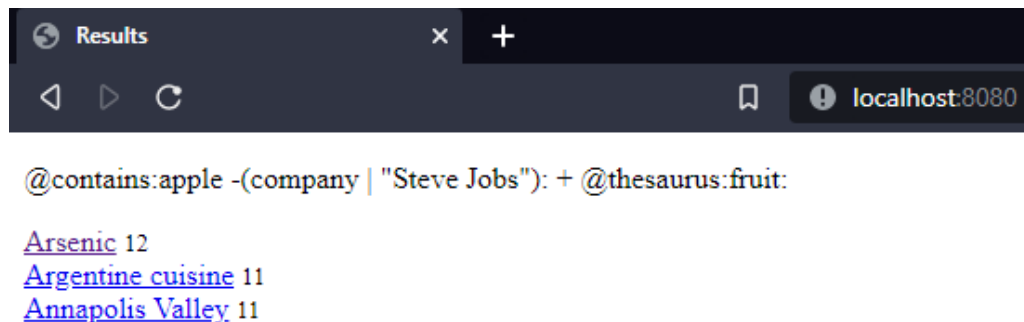 Results
localhost:8080
@contains:apple -(company | "Steve Jobs"): + @thesaurus:fruit:
Arsenic 12
Argentine cuisine 11
Annapolis Valley 11